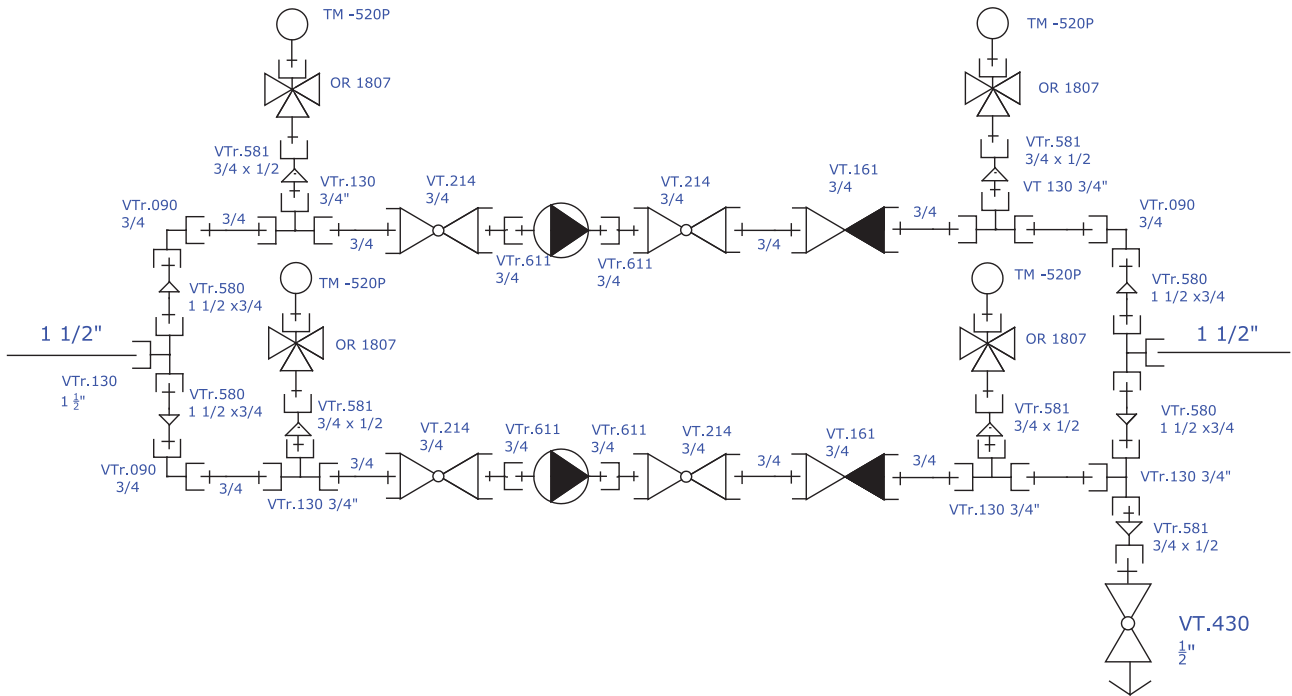 TM -520P
TM -520P
OR 1807
OR 1807
VTr.581
3/4 x 1/2
VTr.581
3/4 x 1/2
VTr.130
3/4"
VT.214
3/4
VT.214
3/4
VT.161
3/4
VT 130 3/4"
VTr.090
3/4
3/4
3/4
VTr.090
3/4
3/4
VTr.611
3/4
VTr.611
3/4
3/4
VTr.580
1 1/2 x3/4
TM -520P
TM -520P
VTr.580
1 1/2 x3/4
1 1/2"
OR 1807
OR 1807
1 1/2"
VTr.130
1 1/2"
VTr.580
1 1/2 x3/4
VTr.581
3/4 x 1/2
VT.214
3/4
VTr.611
3/4
VTr.611
3/4
VT.214
3/4
VT.161
3/4
VTr.581
3/4 x 1/2
VTr.580
1 1/2 x3/4
VTr.090
3/4
3/4
3/4
3/4
3/4
VTr.130 3/4"
VTr.130 3/4"
VTr.130 3/4"
VTr.581
3/4 x 1/2
VT.430
1/2"